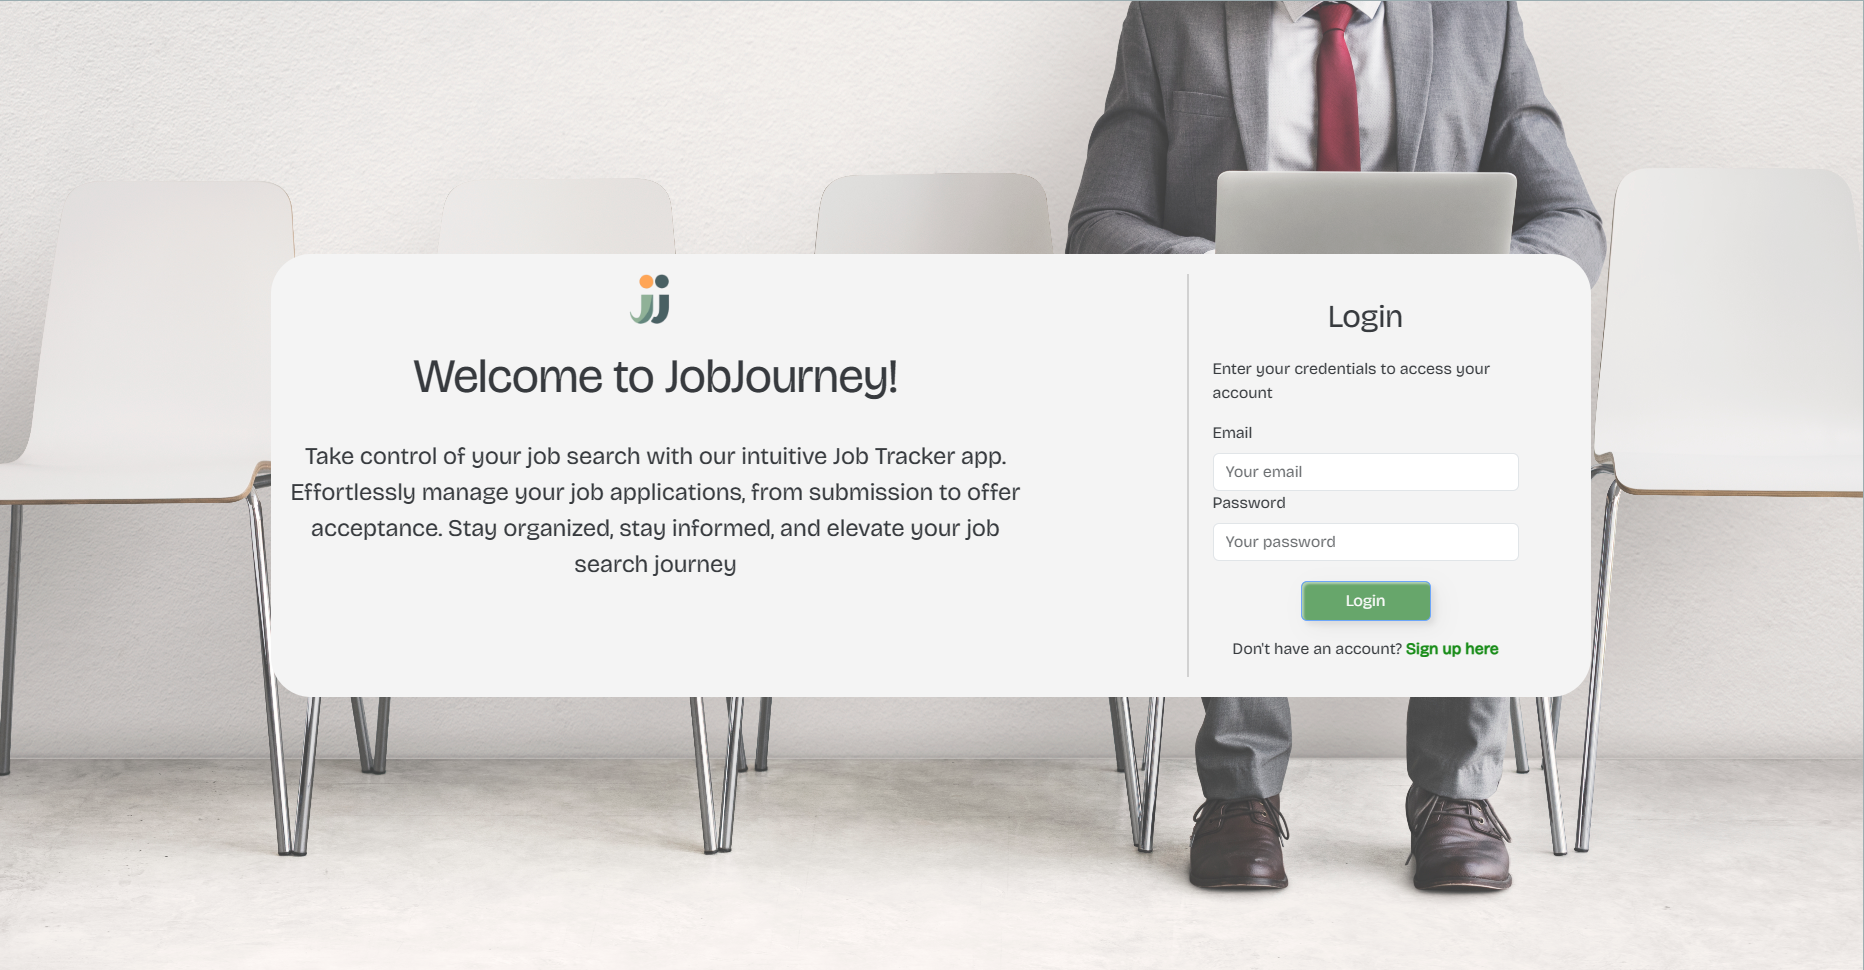 jj
Welcome to JobJourney!
Take control of your job search with our intuitive Job Tracker app.
Effortlessly manage your job applications, from submission to offer
acceptance. Stay organized, stay informed, and elevate your job
search journey
Login
Enter your credentials to access your
account
Email
Your email
Password
Your password
Login
Don't have an account? Sign up here